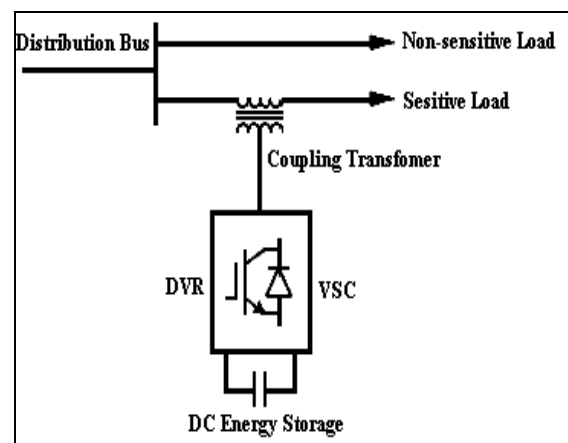 Distribution Bus
Non-sensitive Load
Sesitive Load
Coupling Transfomer
DVR
VSC
DC Energy Storage